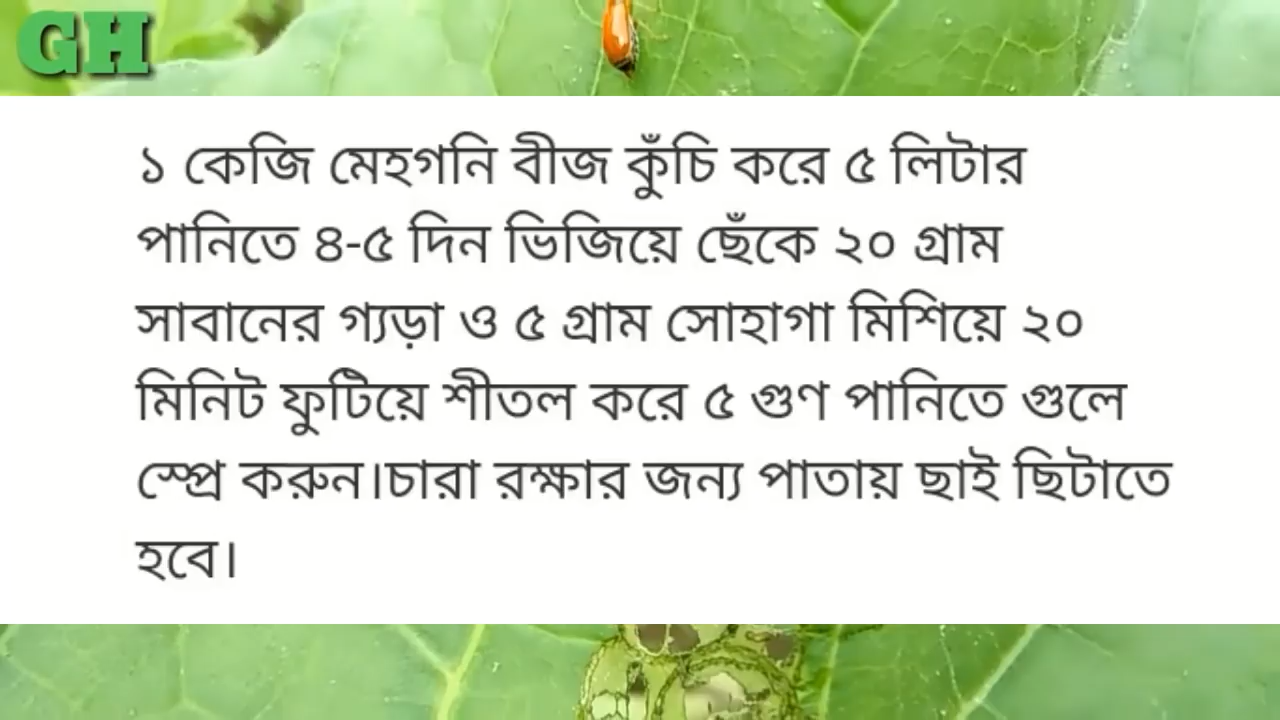 GH
১ কেজি মেহগনি বীজ কুঁচি করে ৫ লিটার
পানিতে ৪-৫ দিন ভিজিয়ে ছেঁকে ২০ গ্রাম
সাবানের গ্যড়া ও ৫ গ্রাম সোহাগা মিশিয়ে ২০
মিনিট ফুটিয়ে শীতল করে ৫ গুণ পানিতে গুলে
স্প্রে করুন।চারা রক্ষার জন্য পাতায় ছাই ছিটাতে
হবে।